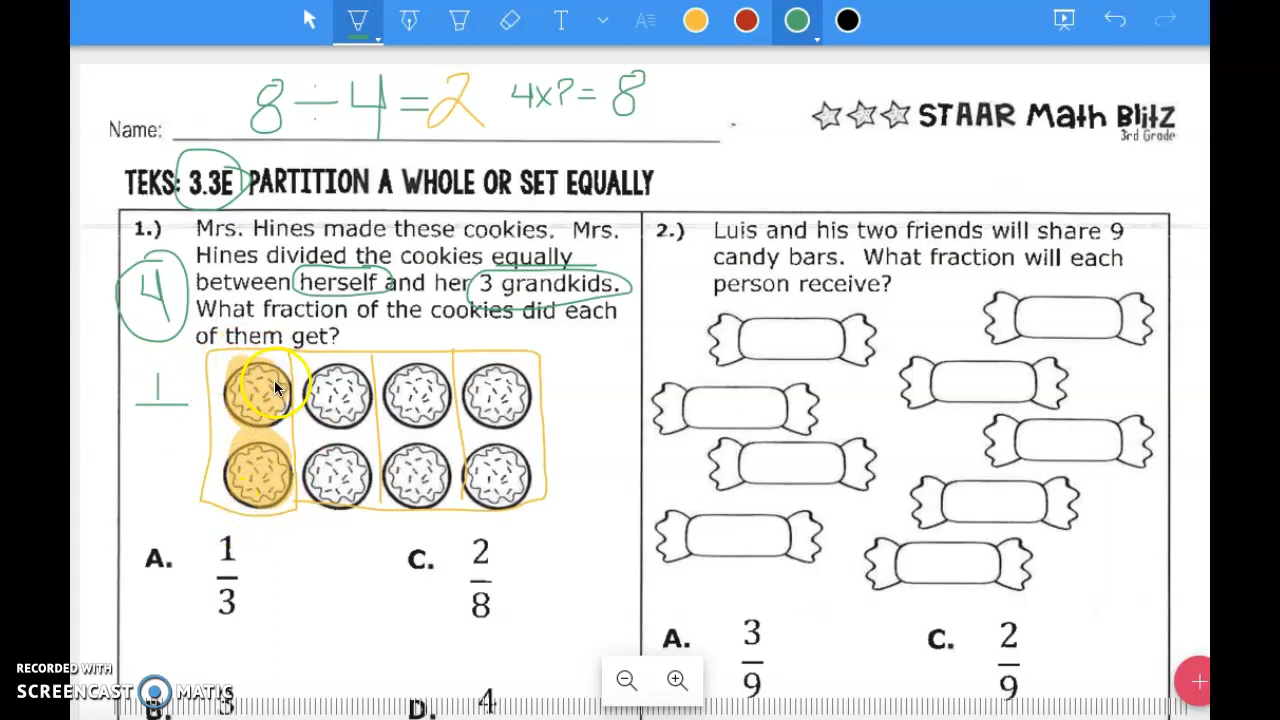 8 ÷ 4 = 2 4x? = 8
Name:
STAAR Math Blitz
3rd Grade
TEKS: 3.3E PARTITION A WHOLE OR SET EQUALLY
1.) Mrs. Hines made these cookies. Mrs.
Hines divided the cookies equally
between herself and her 3 grandkids.
What fraction of the cookies did each
of them get?
4
1
A. 1/3
C. 2/8
B. 3
D. 4
2.) Luis and his two friends will share 9
candy bars. What fraction will each
person receive?
A. 3/9
C. 2/9
RECORDED WITH
SCREENCAST MATIC